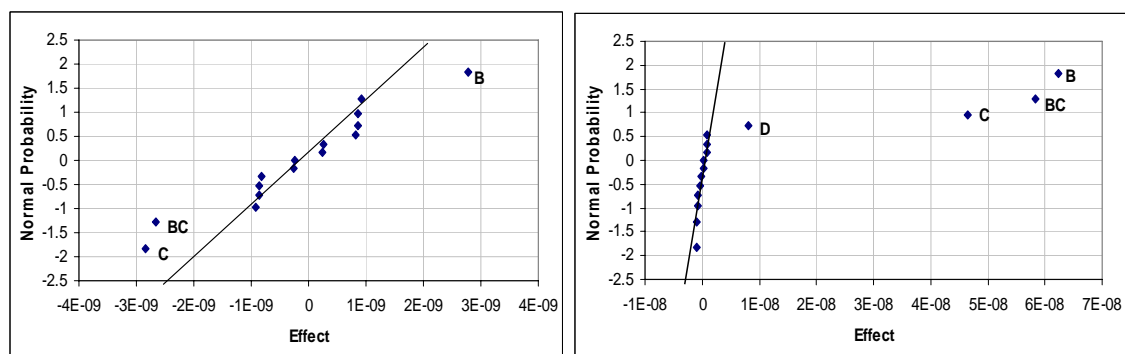 Normal Probability
2.5
2
1.5
1
0.5
0
-0.5
-1
-1.5
-2
-2.5
B
BC
C
-4E-09 -3E-09 -2E-09 -1E-09 0 1E-09 2E-09 3E-09 4E-09
Effect
Normal Probability
2.5
2
1.5
1
0.5
0
-0.5
-1
-1.5
-2
-2.5
B
BC
C
D
-1E-08 0 1E-08 2E-08 3E-08 4E-08 5E-08 6E-08 7E-08
Effect